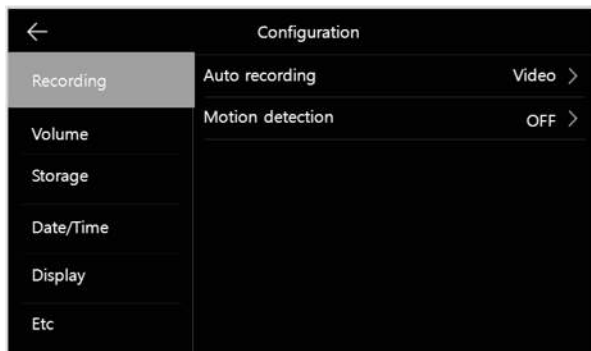 Configuration
Recording
Auto recording
Video
Motion detection
OFF
Volume
Storage
Date/Time
Display
Etc